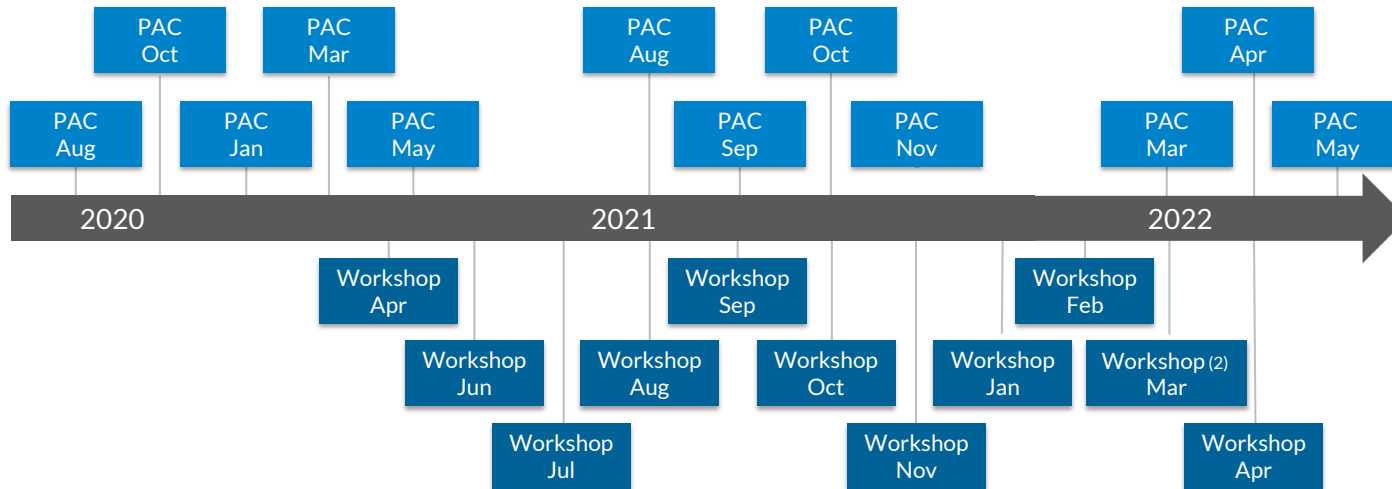 PAC
Oct
PAC
Mar
PAC
Aug
PAC
Oct
PAC
Apr
PAC
Aug
PAC
Jan
PAC
May
PAC
Sep
PAC
Nov
PAC
Mar
PAC
May
2020
2021
2022
Workshop
Apr
Workshop
Sep
Workshop
Feb
Workshop
Jun
Workshop
Aug
Workshop
Oct
Workshop
Jan
Workshop (2)
Mar
Workshop
Jul
Workshop
Nov
Workshop
Apr